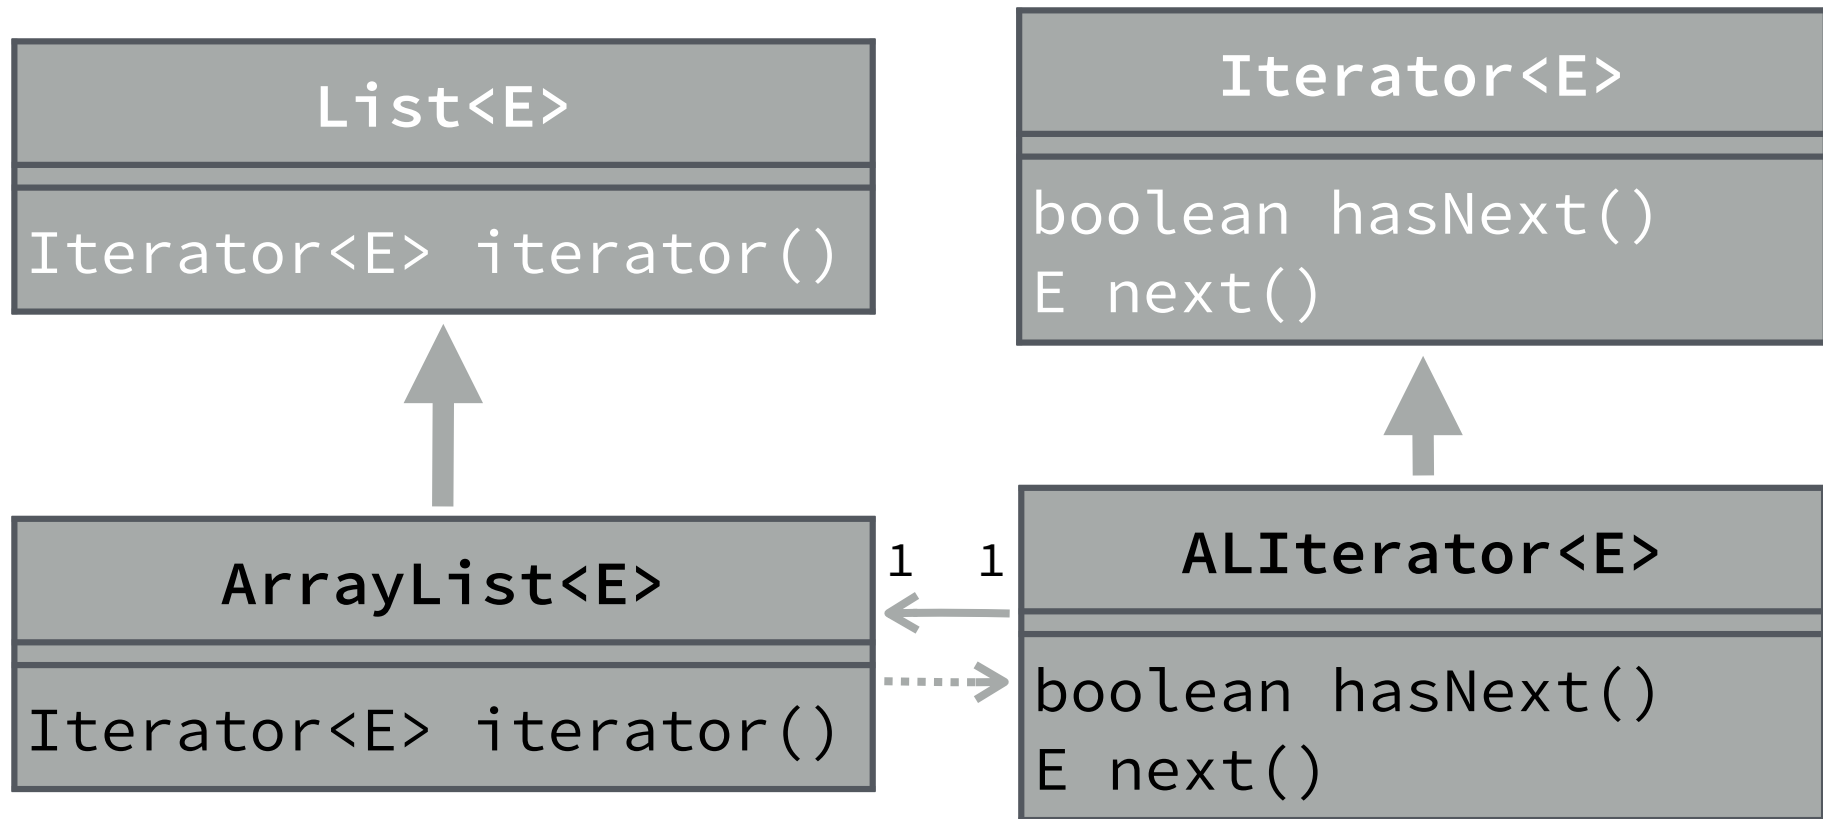 List<E>
Iterator<E> iterator()
Iterator<E>
boolean hasNext()
E next()
ArrayList<E>
Iterator<E> iterator()
1 1
ALIterator<E>
boolean hasNext()
E next()